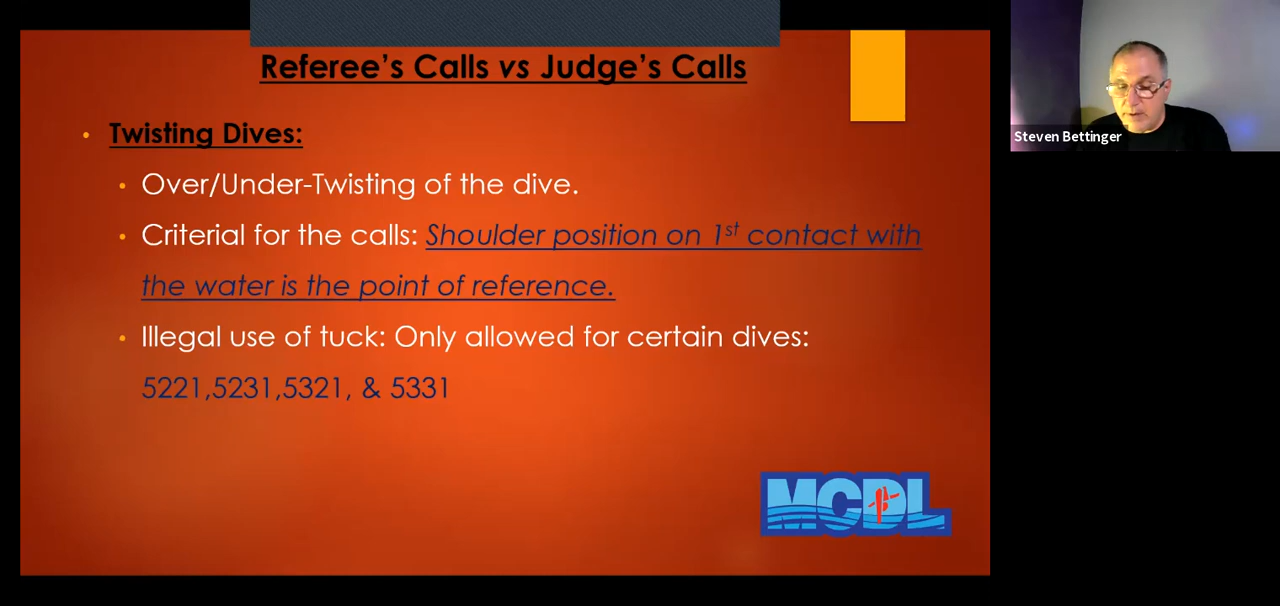 Referee's Calls vs Judge's Calls
Steven Bettinger
• Twisting Dives:
• Over/Under-Twisting of the dive.
• Criterial for the calls: Shoulder position on 1st contact with
the water is the point of reference.
• Illegal use of tuck: Only allowed for certain dives:
5221,5231,5321, & 5331
MCDL